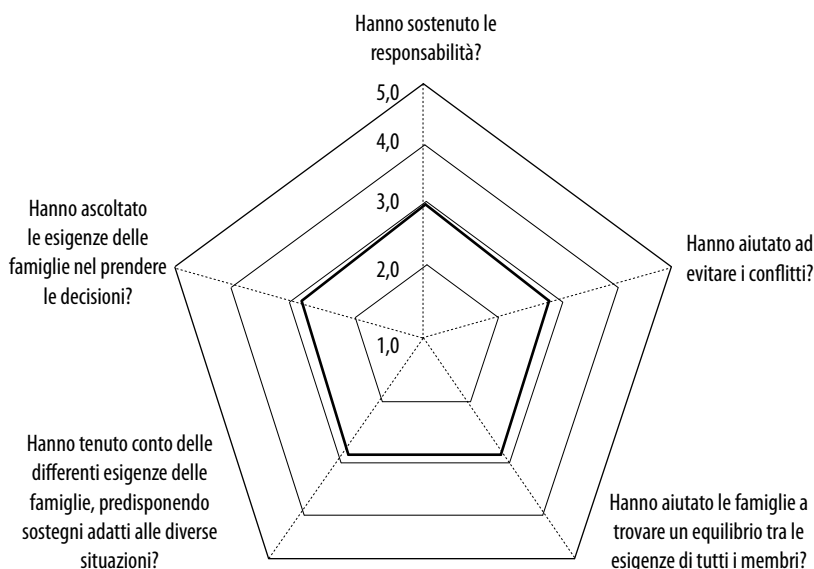 Hanno sostenuto le
responsabilità?
5,0
4,0
3,0
2,0
1,0
Hanno aiutato ad
evitare i conflitti?
Hanno aiutato le famiglie a
trovare un equilibrio tra le
esigenze di tutti i membri?
Hanno tenuto conto delle
differenti esigenze delle
famiglie, predisponendo
sostegni adatti alle diverse
situazioni?
Hanno ascoltato
le esigenze delle
famiglie nel prendere
le decisioni?